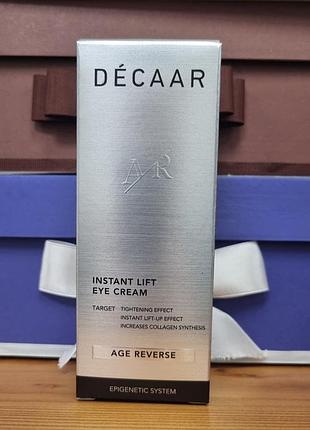 DÉCAAR
A/R
INSTANT LIFT
EYE CREAM
TARGET · TIGHTENING EFFECT
INSTANT LIFT-UP EFFECT
INCREASES COLLAGEN SYNTHESIS
AGE REVERSE
EPIGENETIC SYSTEM